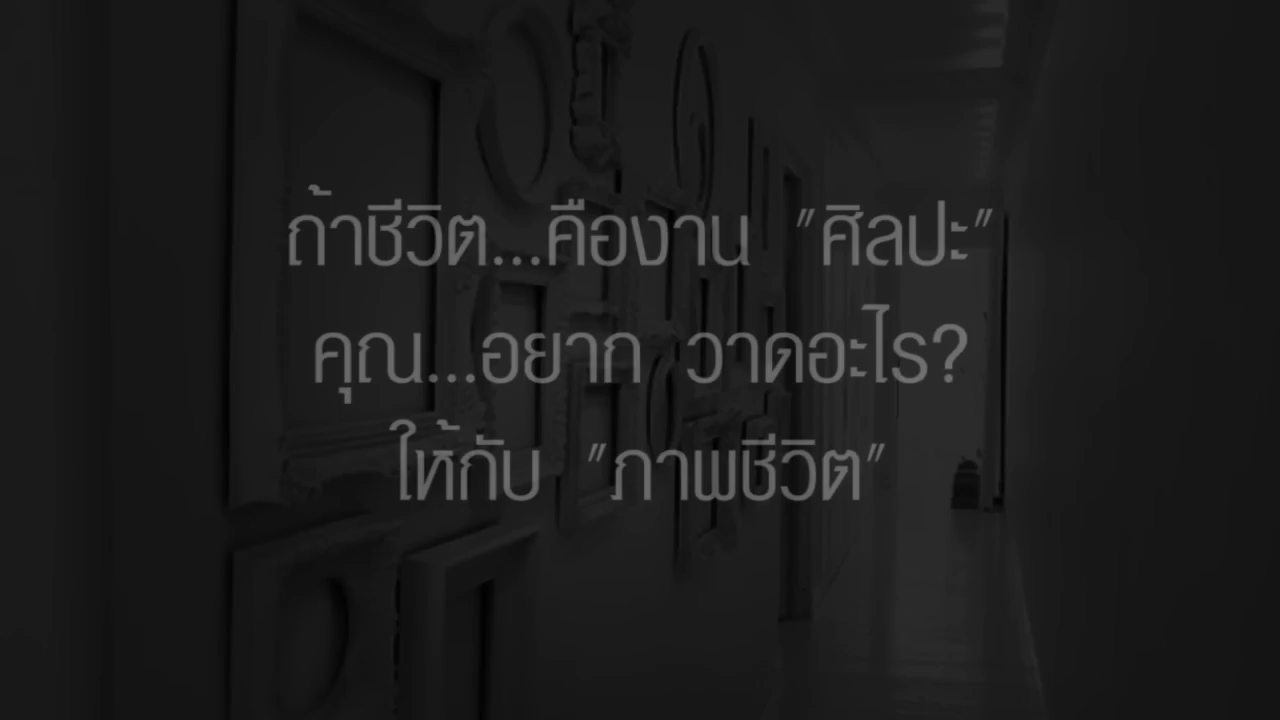 ถ้าชีวิต...คืองาน "ศิลปะ"
คุณ...อยาก วาดอะไร?
ให้กับ "ภาพชีวิต"